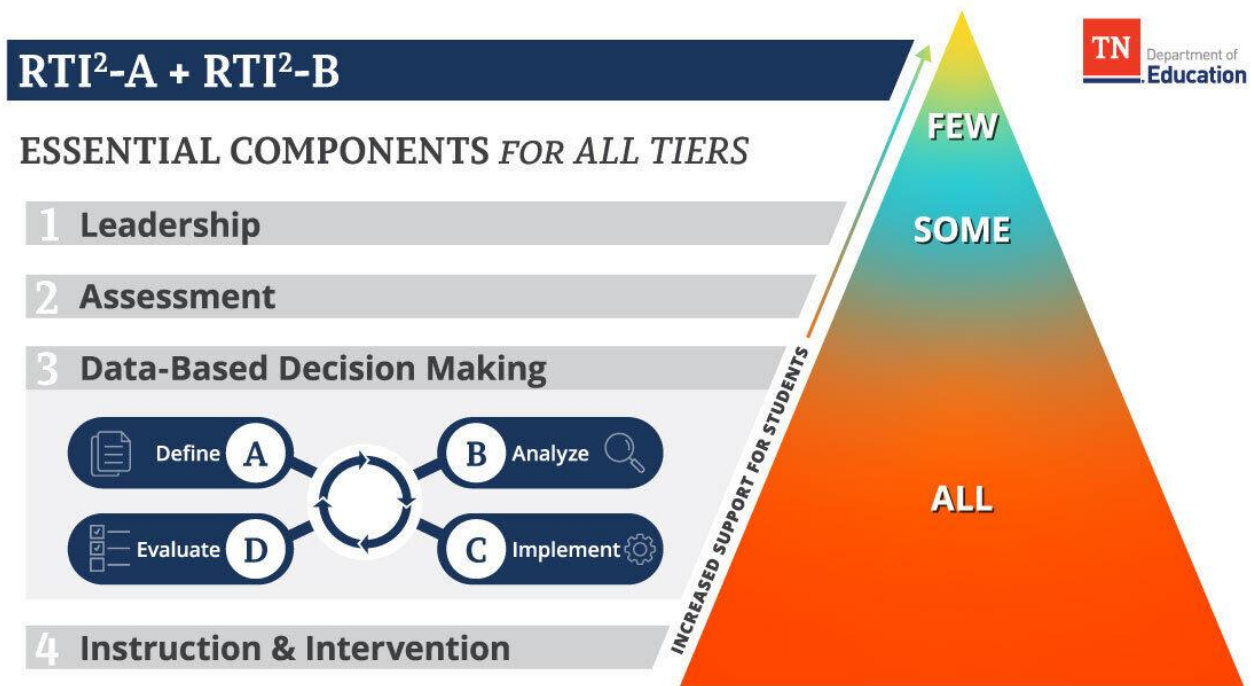 RTI²-A + RTI²-B
TN
Department of
Education
ESSENTIAL COMPONENTS FOR ALL TIERS
1 Leadership
2 Assessment
3 Data-Based Decision Making
Define A
B Analyze
Evaluate D
C Implement
4 Instruction & Intervention
INCREASED SUPPORT FOR STUDENTS
FEW
SOME
ALL